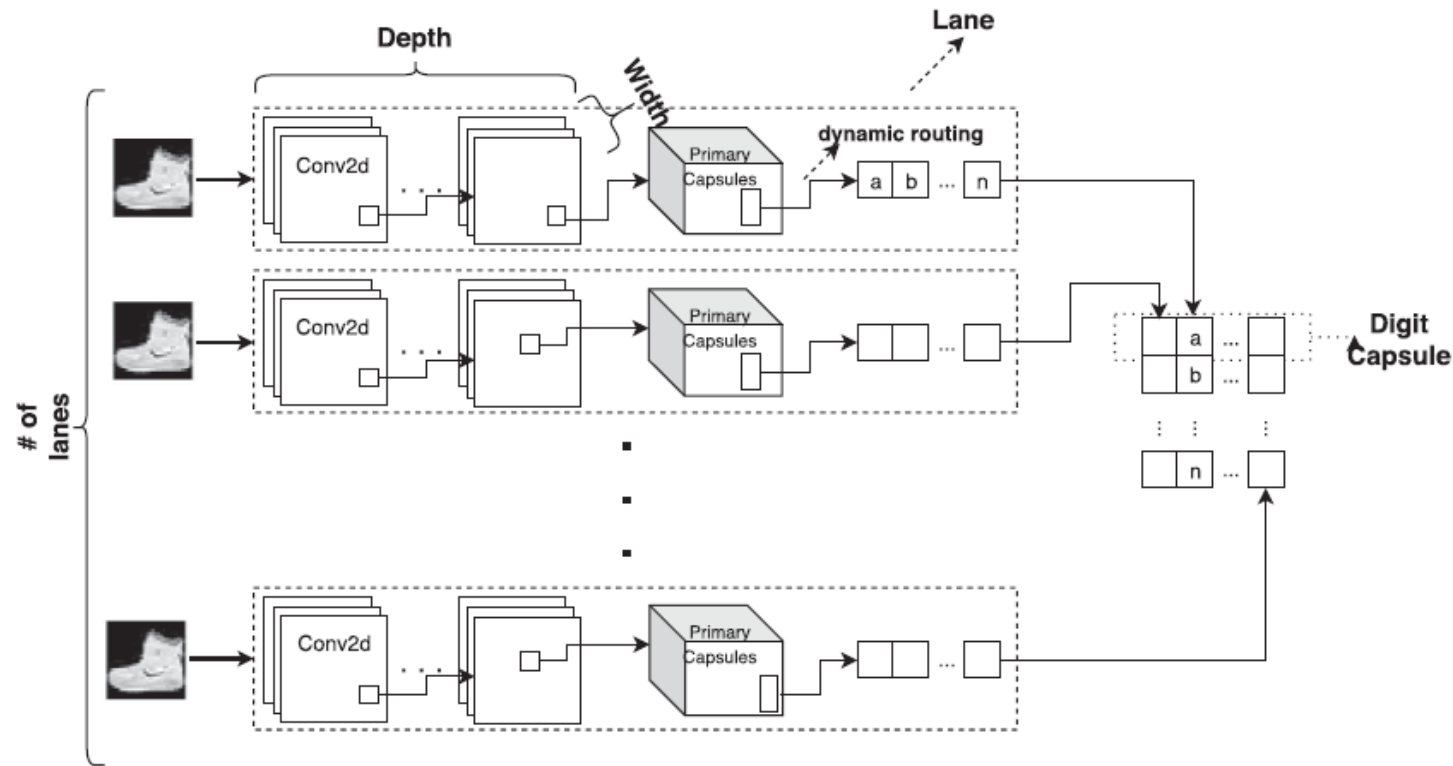 Depth
Width
Lane
dynamic routing
# of
lanes
Conv2d
. . .
Primary
Capsules
a b ... n
Conv2d
. . .
Primary
Capsules
...
a ...
b ...
n ...
Digit
Capsule
Conv2d
. . .
Primary
Capsules
...